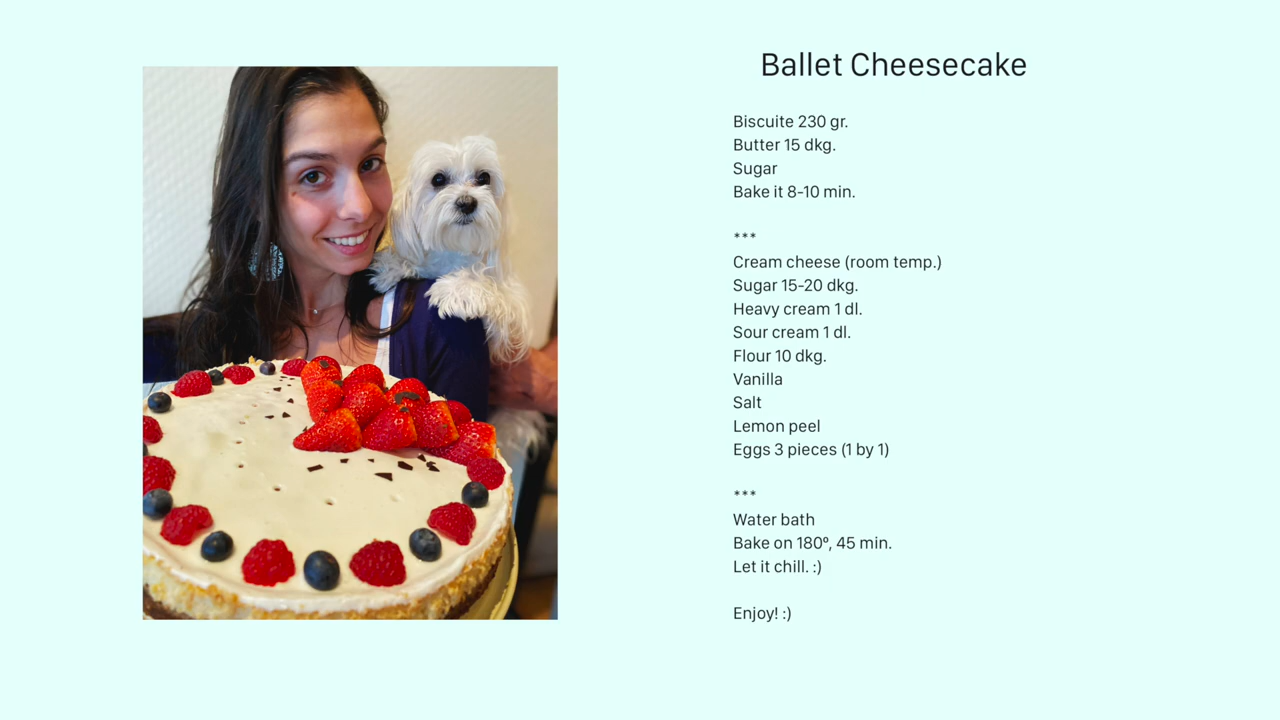 Ballet Cheesecake
Biscuite 230 gr.
Butter 15 dkg.
Sugar
Bake it 8-10 min.
***
Cream cheese (room temp.)
Sugar 15-20 dkg.
Heavy cream 1 dl.
Sour cream 1 dl.
Flour 10 dkg.
Vanilla
Salt
Lemon peel
Eggs 3 pieces (1 by 1)
***
Water bath
Bake on 180º, 45 min.
Let it chill. :)
Enjoy! :)